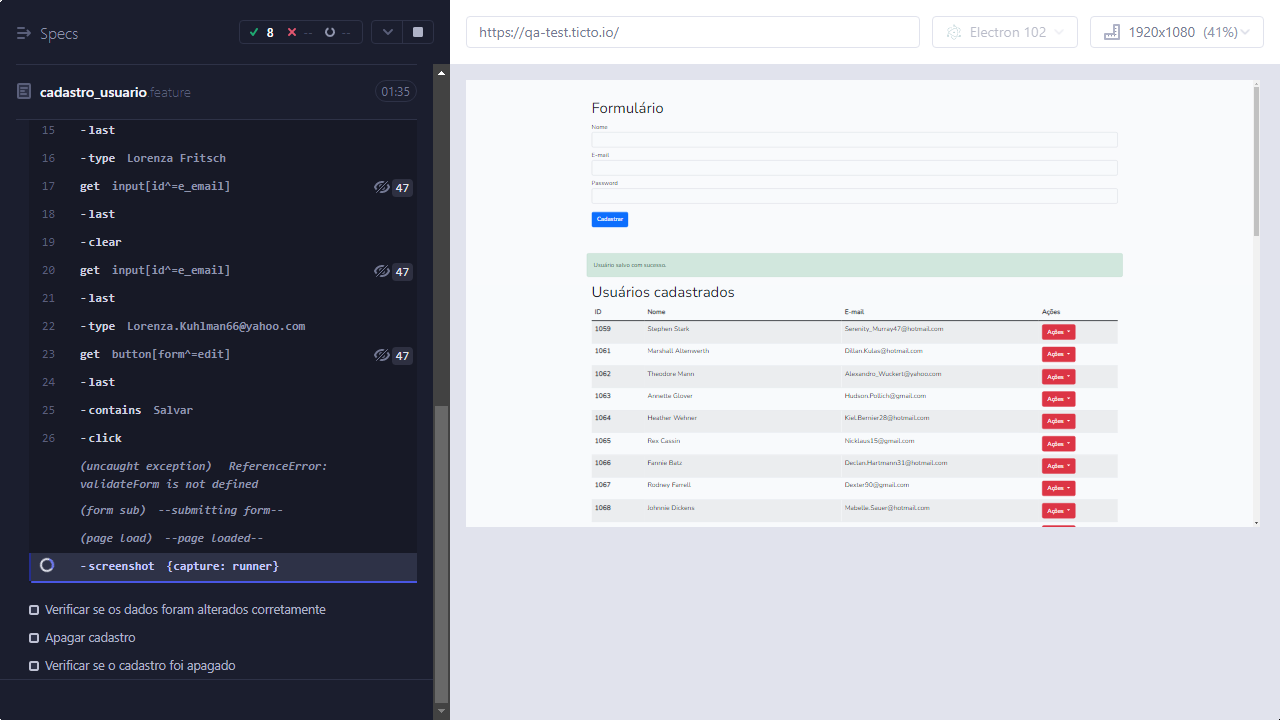 Specs
8 -- --
cadastro_usuario.feature
01:35
15 -last
16 -type Lorenza Fritsch
17 get input[id^=e_email] 47
18 -last
19 -clear
20 get input[id^=e_email] 47
21 -last
22 -type Lorenza.Kuhlman66@yahoo.com
23 get button[form^=edit] 47
24 -last
25 -contains Salvar
26 -click
(uncaught exception) ReferenceError:
validateForm is not defined
(form sub) --submitting form--
(page load) --page loaded--
-screenshot {capture: runner}
Verificar se os dados foram alterados corretamente
Apagar cadastro
Verificar se o cadastro foi apagado
https://qa-test.ticto.io/
Electron 102
1920x1080 (41%)
Formulário
Nome
E-mail
Password
Cadastrar
Usuário salvo com sucesso.
Usuários cadastrados
ID Nome E-mail Ações
1059 Stephen Stark Serenity_Murray47@hotmail.com Ações
1061 Marshall Altenwerth Dillan.Kulas@hotmail.com Ações
1062 Theodore Mann Alexandro_Wuckert@yahoo.com Ações
1063 Annette Glover Hudson.Pollich@gmail.com Ações
1064 Heather Wehner Kiel.Bernier28@hotmail.com Ações
1065 Rex Cassin Nicklaus15@gmail.com Ações
1066 Fannie Batz Declan.Hartmann31@hotmail.com Ações
1067 Rodney Farrell Dexter90@gmail.com Ações
1068 Johnnie Dickens Mabelle.Sauer@hotmail.com Ações